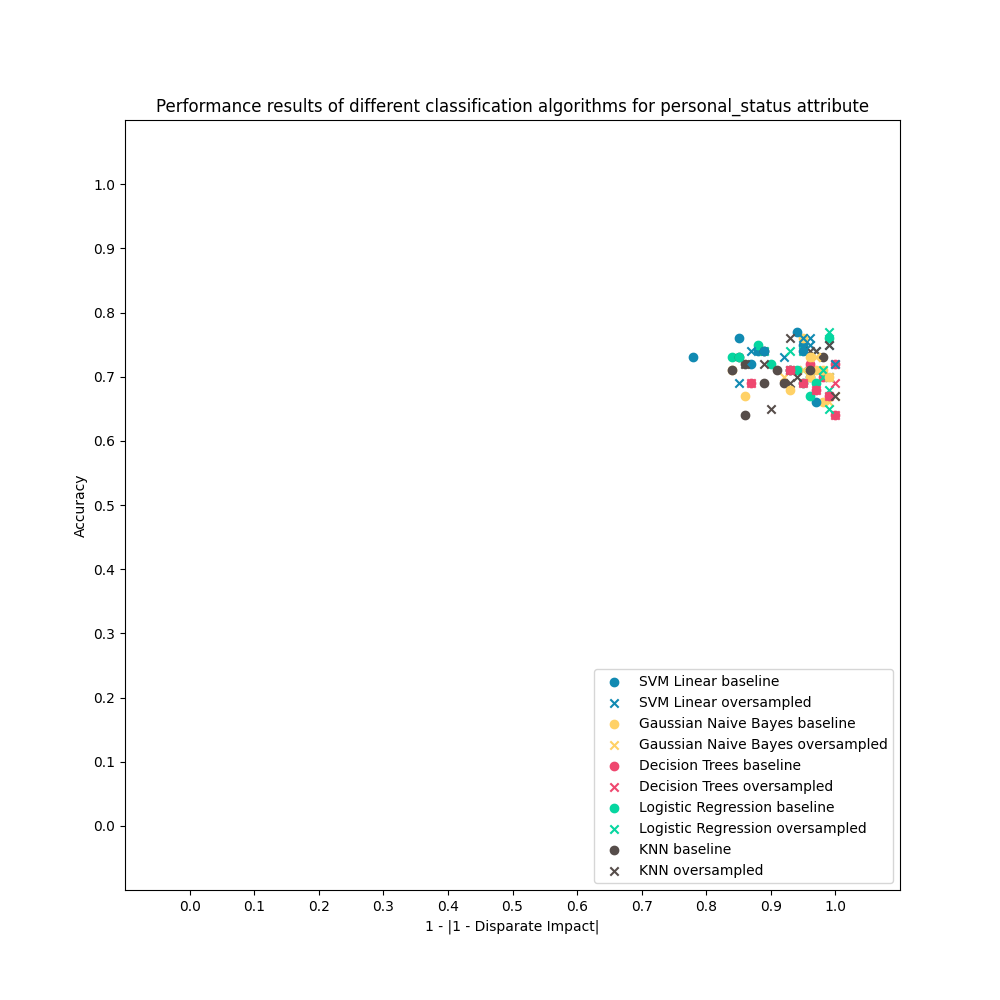 Performance results of different classification algorithms for personal_status attribute
1.0
0.9
0.8
0.7
0.6
0.5
0.4
0.3
0.2
0.1
0.0
Accuracy
SVM Linear baseline
SVM Linear oversampled
Gaussian Naive Bayes baseline
Gaussian Naive Bayes oversampled
Decision Trees baseline
Decision Trees oversampled
Logistic Regression baseline
Logistic Regression oversampled
KNN baseline
KNN oversampled
0.0 0.1 0.2 0.3 0.4 0.5 0.6 0.7 0.8 0.9 1.0
1 - |1 - Disparate Impact|